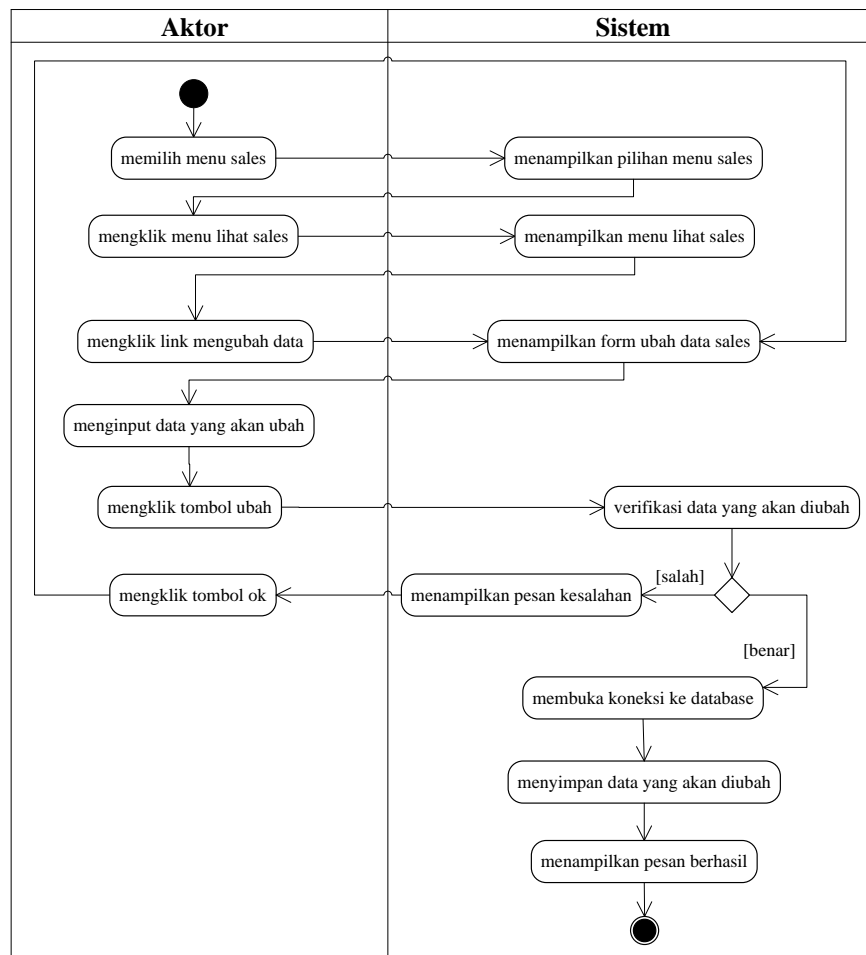 Aktor
Sistem
memilih menu sales
menampilkan pilihan menu sales
mengklik menu lihat sales
menampilkan menu lihat sales
mengklik link mengubah data
menampilkan form ubah data sales
menginput data yang akan ubah
mengklik tombol ubah
verifikasi data yang akan diubah
[salah]
mengklik tombol ok
menampilkan pesan kesalahan
[benar]
membuka koneksi ke database
menyimpan data yang akan diubah
menampilkan pesan berhasil